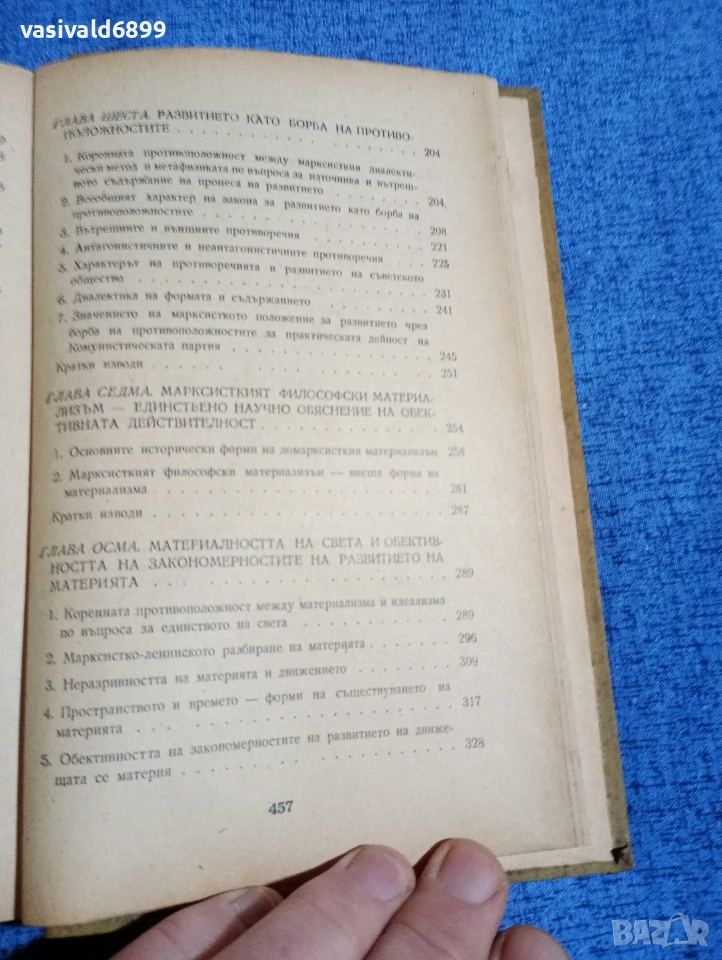 vasivald6899
ГЛАВА ШЕСТА. РАЗВИТИЕТО КАТО БОРБА НА ПРОТИВО-
ПОЛОЖНОСТИТЕ . . . . . . . . . . . . 204
1. Коренната противоположност между марксисткия диалекти-
чески метод и метафизиката по въпроса за източника и вътреш-
ното съдържание на процеса на развитието . . . . . . 204
2. Всеобщият характер на закона за развитието като борба на
противоположностите . . . . . . . . . . 208
3. Вътрешните и външните противоречия . . . . . . 221
4. Антагонистичните и неантагонистичните противоречия . . 225
5. Характерът на противоречията в развитието на съветското
общество . . . . . . . . . . . . 231
6. Диалектика на формата и съдържанието . . . . . . 241
7. Значението на марксисткото положение за развитието чрез
борба на противоположностите за практическата дейност на
Комунистическата партия . . . . . . . . . 245
Кратки изводи . . . . . . . . . . . . 251
ГЛАВА СЕДМА. МАРКСИСТКИЯТ ФИЛОСОФСКИ МАТЕРИА-
ЛИЗЪМ — ЕДИНСТВЕНО НАУЧНО ОБЯСНЕНИЕ НА ОБЕК-
ТИВНАТА ДЕЙСТВИТЕЛНОСТ . . . . . . . . 254
1. Основните исторически форми на домарксисткия материализъм 258
2. Марксисткият философски материализъм — висша форма на
материализма . . . . . . . . . . . . 281
Кратки изводи . . . . . . . . . . . . 287
ГЛАВА ОСМА. МАТЕРИАЛНОСТТА НА СВЕТА И ОБЕКТИВ-
НОСТТА НА ЗАКОНОМЕРНОСТИТЕ НА РАЗВИТИЕТО НА
МАТЕРИЯТА . . . . . . . . . . . . 289
1. Коренната противоположност между материализма и идеализма
по въпроса за единството на света . . . . . . . 289
2. Марксистко-ленинското разбиране на материята . . . . 296
3. Неразривността на материята и движението . . . . . 309
4. Пространството и времето — форми на съществуването на
материята . . . . . . . . . . . . 317
5. Обективността на закономерностите на развитието на движе-
щата се материя . . . . . . . . . . . 328
457
BAZAR